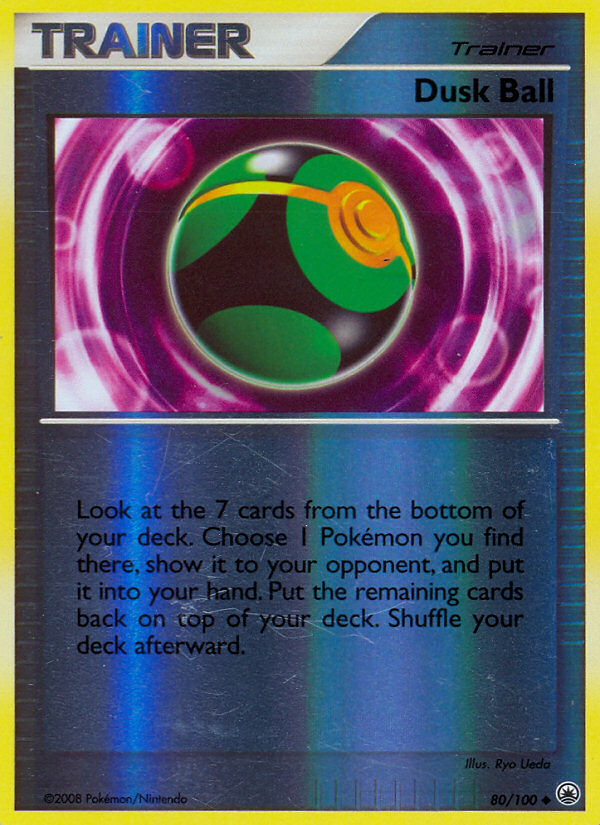 TRAINER
Trainer
Dusk Ball
Look at the 7 cards from the bottom of
your deck. Choose 1 Pokémon you find
there, show it to your opponent, and put
it into your hand. Put the remaining cards
back on top of your deck. Shuffle your
deck afterward.
Illus. Ryo Ueda
©2008 Pokémon/Nintendo
80/100